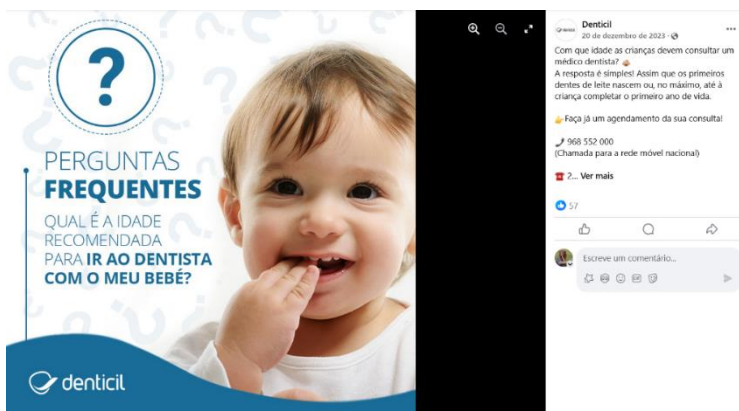 ?
PERGUNTAS
FREQUENTES
QUAL É A IDADE
RECOMENDADA
PARA IR AO DENTISTA
COM O MEU BEBÉ?
denticil
Denticil
20 de dezembro de 2023 ·
Com que idade as crianças devem consultar um
médico dentista?
A resposta é simples! Assim que os primeiros
dentes de leite nascem ou, no máximo, até à
criança completar o primeiro ano de vida.
Faça já um agendamento da sua consulta!
968 552 000
(Chamada para a rede móvel nacional)
2... Ver mais
57
Escreve um comentário...